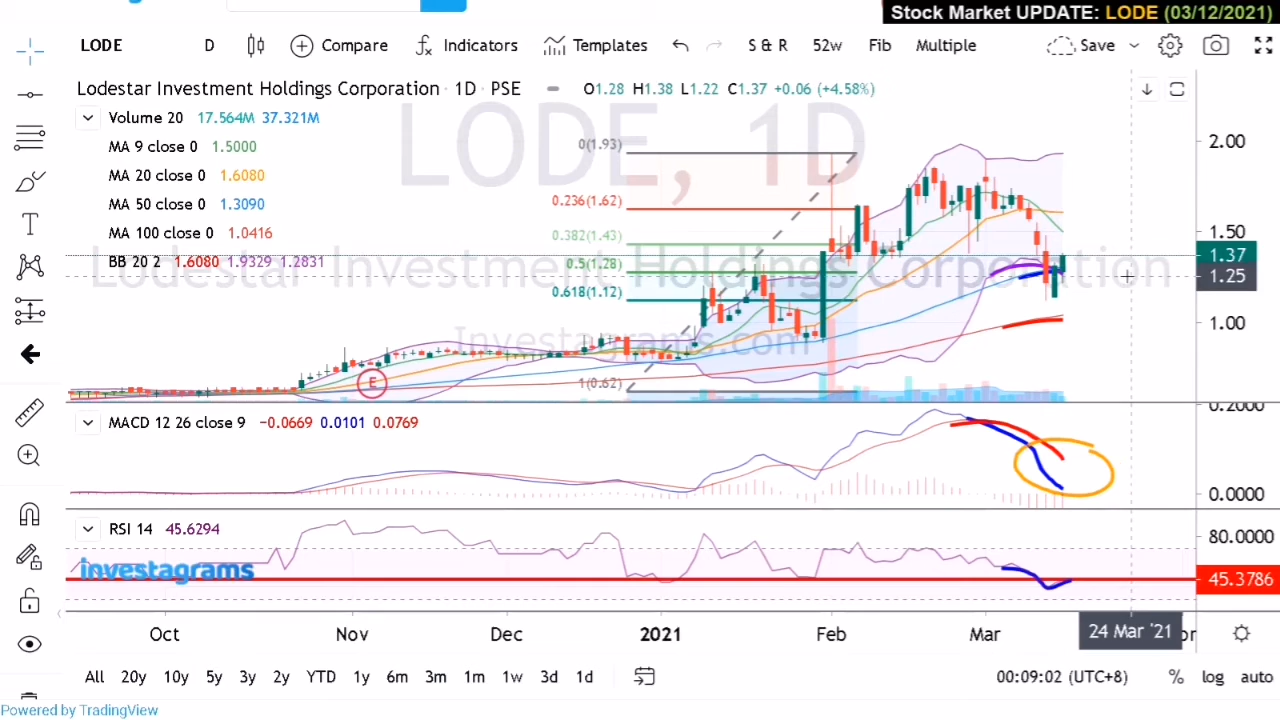 Stock Market UPDATE: LODE (03/12/2021)
LODE D Compare Indicators Templates S & R 52w Fib Multiple Save
Lodestar Investment Holdings Corporation · 1D · PSE O1.28 H1.38 L1.22 C1.37 +0.06 (+4.58%)
Volume 20 17.564M 37.321M
MA 9 close 0 1.5000
MA 20 close 0 1.6080
MA 50 close 0 1.3090
MA 100 close 0 1.0416
BB 20 2 1.6080 1.9329 1.2831
LODE, 1D
Lodestar Investment Holdings Corporation
Investagrams.com
0(1.93)
0.236(1.62)
0.382(1.43)
0.5(1.28)
0.618(1.12)
1(0.62)
E
2.00
1.50
1.37
1.25
1.00
MACD 12 26 close 9 −0.0669 0.0101 0.0769
0.2000
0.0000
RSI 14 45.6294
80.0000
investagrams
45.3786
Oct Nov Dec 2021 Feb Mar 24 Mar '21
All 20y 10y 5y 3y 2y YTD 1y 6m 3m 1m 1w 3d 1d 00:09:02 (UTC+8) % log auto
Powered by TradingView